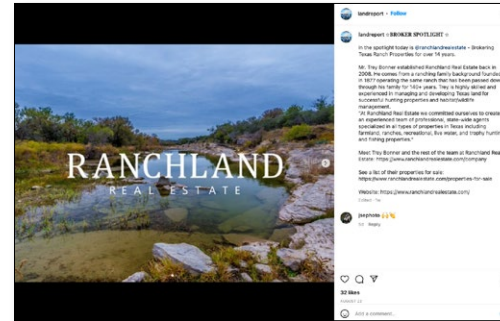 RANCHLAND
REAL ESTATE
landreport • Follow
landreport ☆BROKER SPOTLIGHT ☆
In the spotlight today is @ranchlandrealestate - Brokering
Texas Ranch Properties for over 14 years.
Mr. Trey Bonner established Ranchland Real Estate back in
2008. He comes from a ranching family background founded
in 1877 operating the same ranch that has been passed down
through his family for 140+ years. Trey is highly skilled and
experienced in managing and developing Texas land for
successful hunting properties and habitat/wildlife
management.
"At Ranchland Real Estate we committed ourselves to create
an experienced team of professional, state-wide agents
specialized in all types of properties in Texas including
farmland, ranches, recreational, live water, and trophy hunting
and fishing properties."
Meet Trey Bonner and the rest of the team at Ranchland Real
Estate: https://www.ranchlandrealestate.com/company
See a list of their properties for sale:
https://www.ranchlandrealestate.com/properties-for-sale
Website: https://www.ranchlandrealestate.com/
jsephoto
Reply
32 likes
Add a comment...